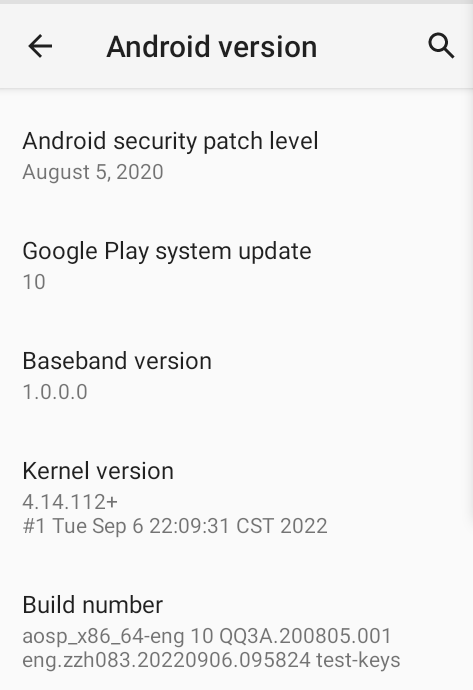 Android version
Android security patch level
August 5, 2020
Google Play system update
10
Baseband version
1.0.0.0
Kernel version
4.14.112+
#1 Tue Sep 6 22:09:31 CST 2022
Build number
aosp_x86_64-eng 10 QQ3A.200805.001
eng.zzh083.20220906.095824 test-keys